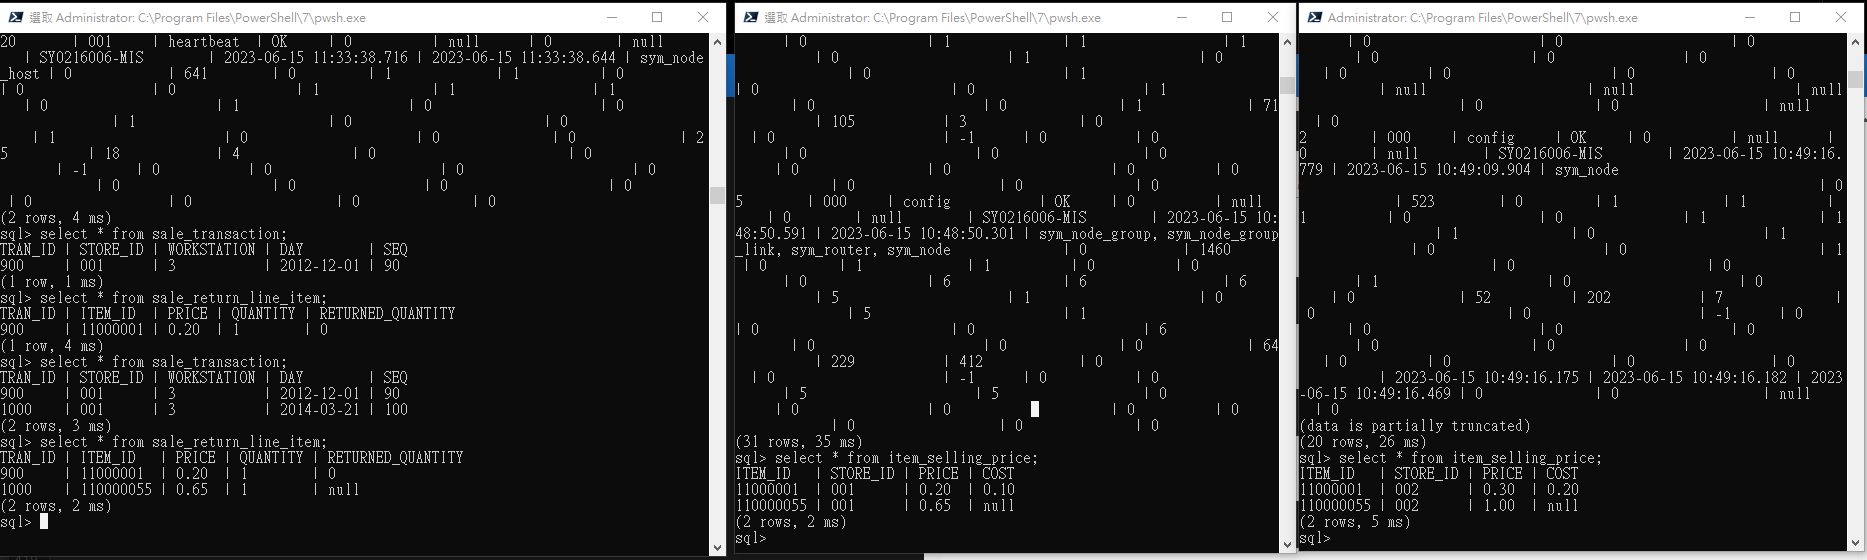 選取 Administrator: C:\Program Files\PowerShell\7\pwsh.exe
20 | 001 | heartbeat | OK | 0 | null | 0 | null
| SY0216006-MIS | 2023-06-15 11:33:38.716 | 2023-06-15 11:33:38.644 | sym_node
_host | 0 | 641 | 0 | 1 | 1 | 0
| 0 | 0 | 1 | 1 | 1
| 0 | 1 | 0 | 0
| 1 | 0 | 0
| 1 | 0 | 0 | 0 | 2
5 | 18 | 4 | 0 | 0
| -1 | 0 | 0 | 0
| 0 | 0 | 0 | 0
| 0 | 0 | 0 | 0
(2 rows, 4 ms)
sql> select * from sale_transaction;
TRAN_ID | STORE_ID | WORKSTATION | DAY | SEQ
900 | 001 | 3 | 2012-12-01 | 90
(1 row, 1 ms)
sql> select * from sale_return_line_item;
TRAN_ID | ITEM_ID | PRICE | QUANTITY | RETURNED_QUANTITY
900 | 11000001 | 0.20 | 1 | 0
(1 row, 4 ms)
sql> select * from sale_transaction;
TRAN_ID | STORE_ID | WORKSTATION | DAY | SEQ
900 | 001 | 3 | 2012-12-01 | 90
1000 | 001 | 3 | 2014-03-21 | 100
(2 rows, 3 ms)
sql> select * from sale_return_line_item;
TRAN_ID | ITEM_ID | PRICE | QUANTITY | RETURNED_QUANTITY
900 | 11000001 | 0.20 | 1 | 0
1000 | 110000055 | 0.65 | 1 | null
(2 rows, 2 ms)
sql>
選取 Administrator: C:\Program Files\PowerShell\7\pwsh.exe
| 0 | 1 | 1 | 1
| 1 | 0
| 0 | 1
| 0 | 0 | 0
| 0 | 0 | 1 | 71
| 105 | 3 | 0
| 0 | -1 | 0 | 0
| 0 | 0 | 0
| 0 | 0 | 0
| 0 | 0 | 0
5 | 000 | config | OK | 0 | null
| 0 | null | SY0216006-MIS | 2023-06-15 10:
48:50.591 | 2023-06-15 10:48:50.301 | sym_node_group, sym_node_group
_link, sym_router, sym_node | 0 | 1460
| 0 | 1 | 1 | 0 | 0
| 0 | 6 | 6 | 6
| 5 | 1 | 0
| 5 | 1
| 0 | 0 | 6
| 0 | 0 | 0 | 64
| 229 | 412 | 0
| 0 | -1 | 0 | 0
| 5 | 5 | 0
| 0 | 0 | 0 | 0
| 0 | 0 | 0
(31 rows, 35 ms)
sql> select * from item_selling_price;
ITEM_ID | STORE_ID | PRICE | COST
11000001 | 001 | 0.20 | 0.10
110000055 | 001 | 0.65 | null
(2 rows, 2 ms)
sql>
Administrator: C:\Program Files\PowerShell\7\pwsh.exe
| 0 | 0 | 0
| 0 | 0
| 0 | 0 | 0 | 0
| null | null | null
| 0 | 0 | null
| 0
2 | 000 | config | OK | 0 | null |
0 | null | SY0216006-MIS | 2023-06-15 10:49:16.
779 | 2023-06-15 10:49:09.904 | sym_node
| 0
| 523 | 0 | 1 | 1 |
1 | 0 | 0 | 1 | 1
| 1 | 0 | 1
| 0 | 0 | 1
| 0 | 0
| 1 | 0 | 0
| 0 | 52 | 202 | 7 |
0 | 0 | -1 | 0
| 0 | 0 | 0
| 0 | 0 | 0
| 0 | 0 | 0
| 2023-06-15 10:49:16.175 | 2023-06-15 10:49:16.182 | 2023
-06-15 10:49:16.469 | 0 | 0 | null
| 0
(data is partially truncated)
(20 rows, 26 ms)
sql> select * from item_selling_price;
ITEM_ID | STORE_ID | PRICE | COST
11000001 | 002 | 0.30 | 0.20
110000055 | 002 | 1.00 | null
(2 rows, 5 ms)
sql>